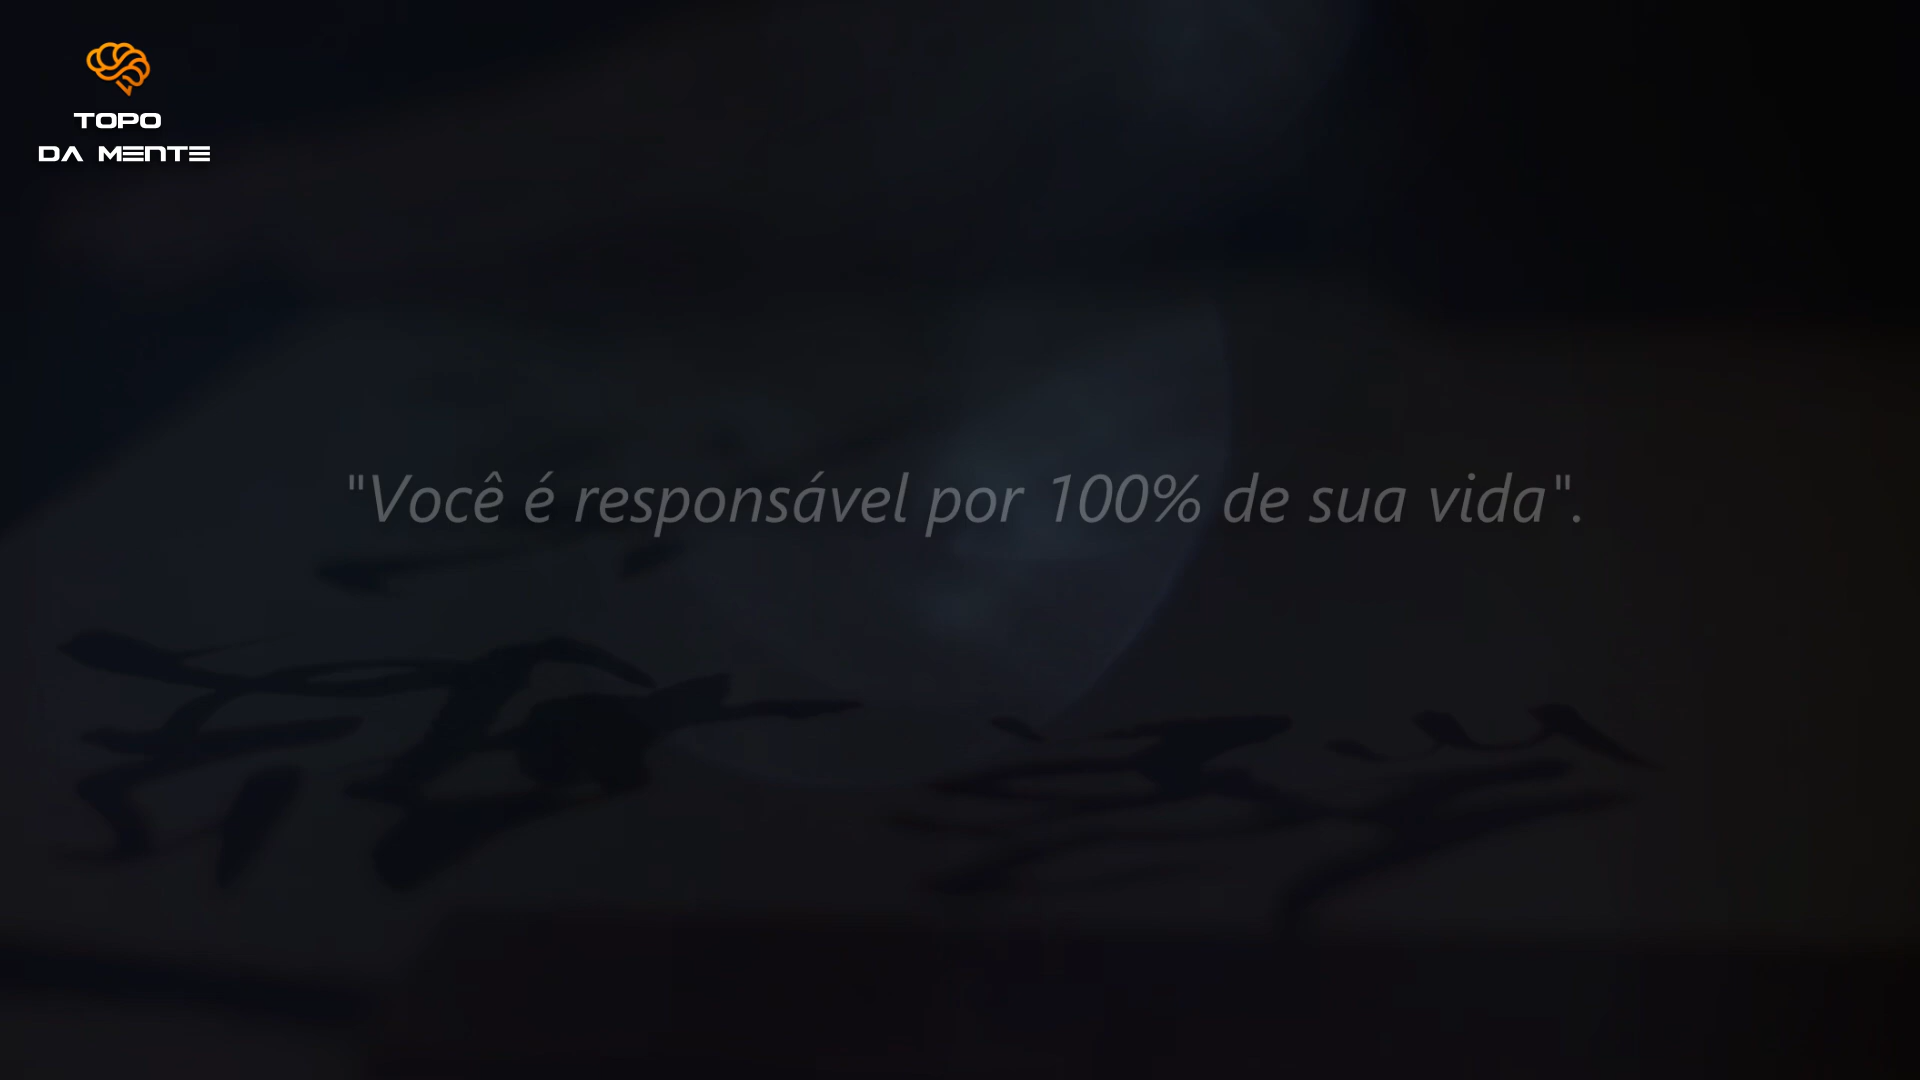 TOPO
DA MENTE
"Você é responsável por 100% de sua vida".